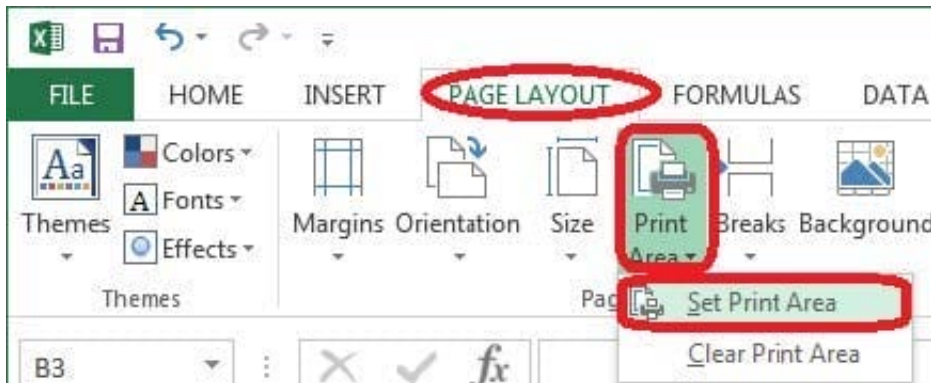 FILE HOME INSERT PAGE LAYOUT FORMULAS DATA
Aa Colors
A Fonts
Themes Effects Margins Orientation Size Print Area Breaks Background
Themes Pag
Set Print Area
Clear Print Area
B3 fx